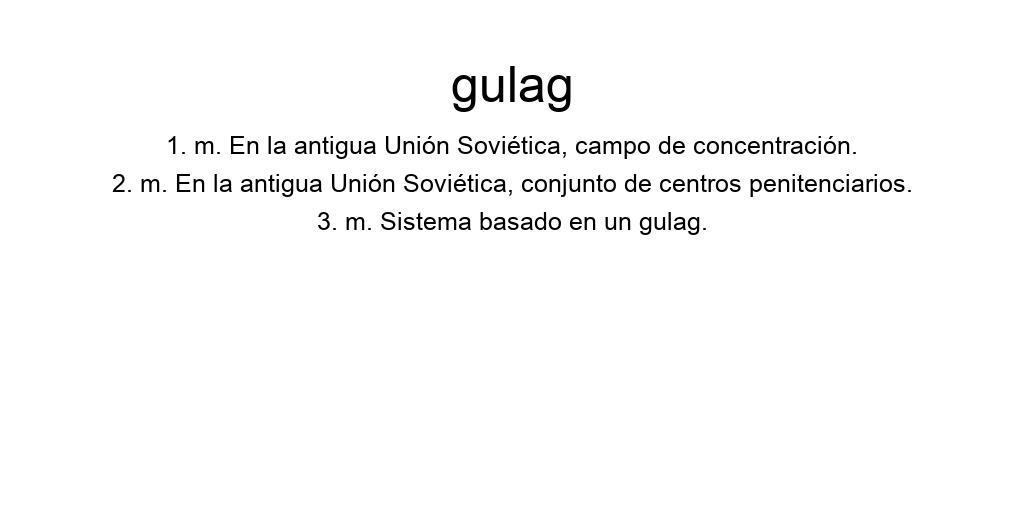 gulag
1. m. En la antigua Unión Soviética, campo de concentración.
2. m. En la antigua Unión Soviética, conjunto de centros penitenciarios.
3. m. Sistema basado en un gulag.